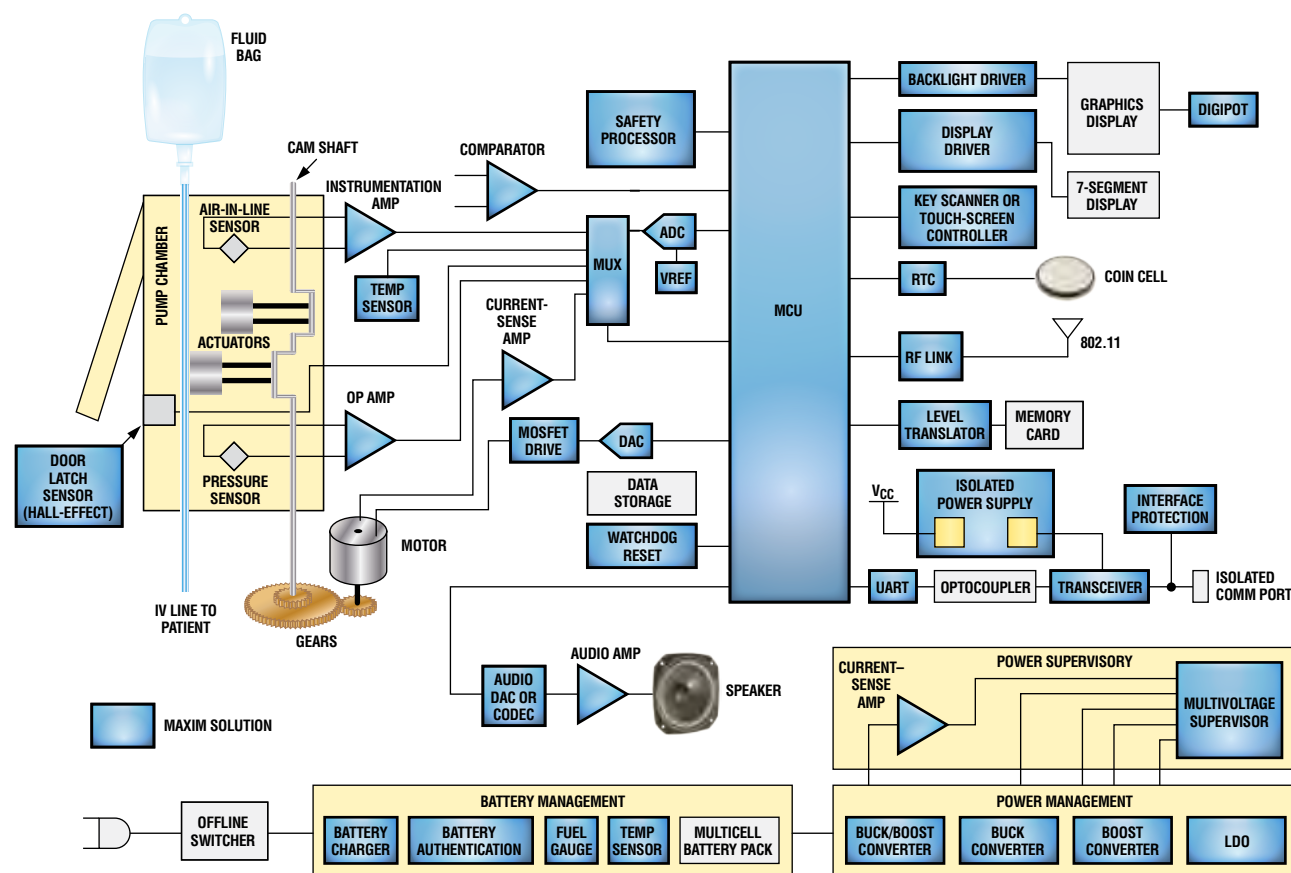 FLUID
BAG
CAM SHAFT
INSTRUMENTATION
AMP
AIR-IN-LINE
SENSOR
PUMP CHAMBER
ACTUATORS
TEMP
SENSOR
COMPARATOR
SAFETY
PROCESSOR
MUX
ADC
VREF
CURRENT-
SENSE
AMP
OP AMP
PRESSURE
SENSOR
DOOR
LATCH
SENSOR
(HALL-EFFECT)
MOSFET
DRIVE
DAC
DATA
STORAGE
WATCHDOG
RESET
MOTOR
GEARS
IV LINE TO
PATIENT
MCU
BACKLIGHT DRIVER
GRAPHICS
DISPLAY
DIGIPOT
DISPLAY
DRIVER
7-SEGMENT
DISPLAY
KEY SCANNER OR
TOUCH-SCREEN
CONTROLLER
RTC
COIN CELL
RF LINK
802.11
LEVEL
TRANSLATOR
MEMORY
CARD
VCC
ISOLATED
POWER SUPPLY
INTERFACE
PROTECTION
UART
OPTOCOUPLER
TRANSCEIVER
ISOLATED
COMM PORT
AUDIO
DAC OR
CODEC
AUDIO AMP
SPEAKER
MAXIM SOLUTION
POWER SUPERVISORY
CURRENT–
SENSE
AMP
MULTIVOLTAGE
SUPERVISOR
OFFLINE
SWITCHER
BATTERY MANAGEMENT
BATTERY
CHARGER
BATTERY
AUTHENTICATION
FUEL
GAUGE
TEMP
SENSOR
MULTICELL
BATTERY PACK
POWER MANAGEMENT
BUCK/BOOST
CONVERTER
BUCK
CONVERTER
BOOST
CONVERTER
LDO